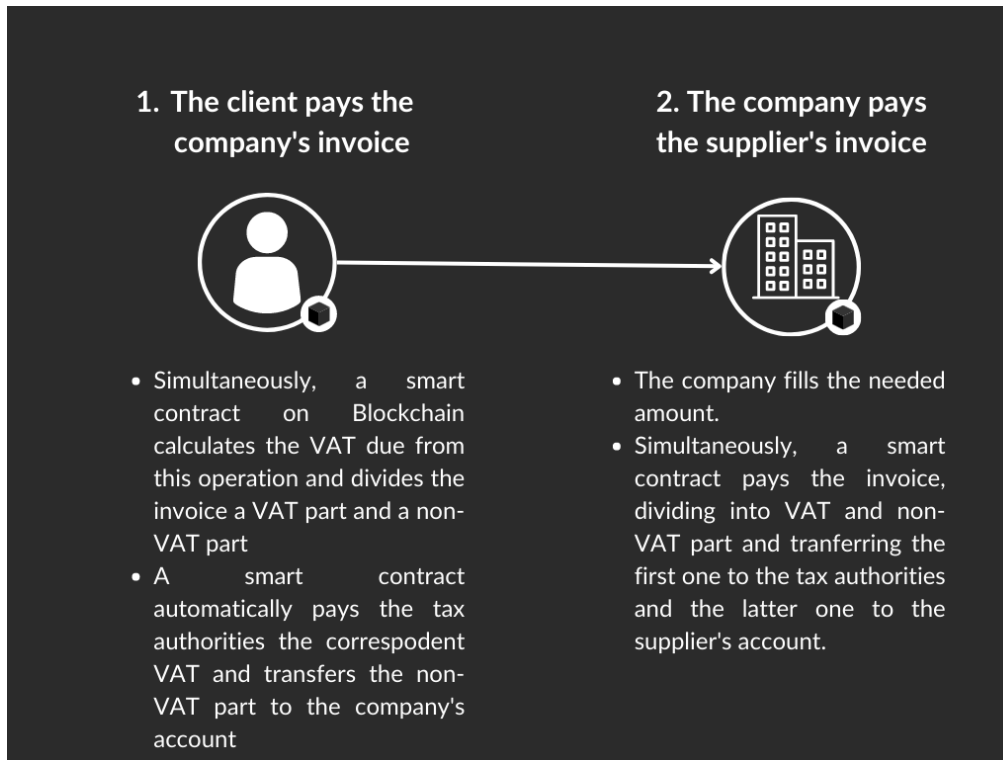 1. The client pays the
company's invoice
• Simultaneously, a smart
contract on Blockchain
calculates the VAT due from
this operation and divides the
invoice a VAT part and a non-
VAT part
• A smart contract
automatically pays the tax
authorities the correspodent
VAT and transfers the non-
VAT part to the company's
account
2. The company pays
the supplier's invoice
• The company fills the needed
amount.
• Simultaneously, a smart
contract pays the invoice,
dividing into VAT and non-
VAT part and tranferring the
first one to the tax authorities
and the latter one to the
supplier's account.